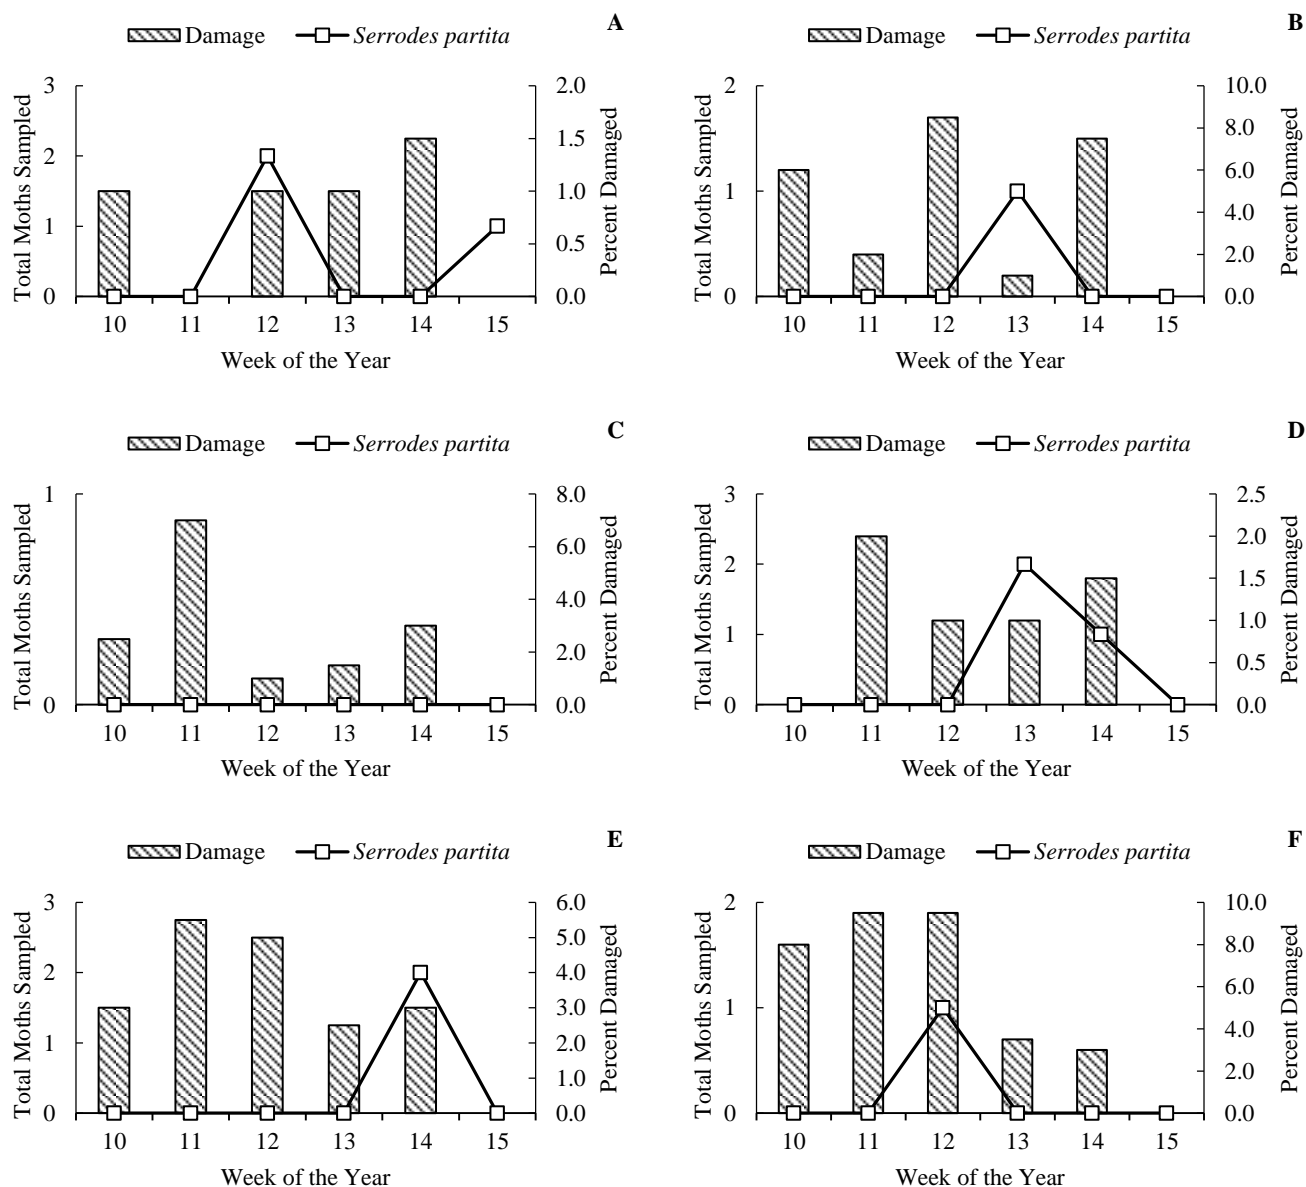 A
Damage Serrodes partita
Total Moths Sampled
3
2
1
0
2.0
1.5
1.0
0.5
0.0
Percent Damaged
10 11 12 13 14 15
Week of the Year
B
Damage Serrodes partita
Total Moths Sampled
2
1
0
10.0
8.0
6.0
4.0
2.0
0.0
Percent Damaged
10 11 12 13 14 15
Week of the Year
C
Damage Serrodes partita
Total Moths Sampled
1
0
8.0
6.0
4.0
2.0
0.0
Percent Damaged
10 11 12 13 14 15
Week of the Year
D
Damage Serrodes partita
Total Moths Sampled
3
2
1
0
2.5
2.0
1.5
1.0
0.5
0.0
Percent Damaged
10 11 12 13 14 15
Week of the Year
E
Damage Serrodes partita
Total Moths Sampled
3
2
1
0
6.0
5.0
4.0
3.0
2.0
1.0
0.0
Percent Damaged
10 11 12 13 14 15
Week of the Year
F
Damage Serrodes partita
Total Moths Sampled
2
1
0
10.0
8.0
6.0
4.0
2.0
0.0
Percent Damaged
10 11 12 13 14 15
Week of the Year